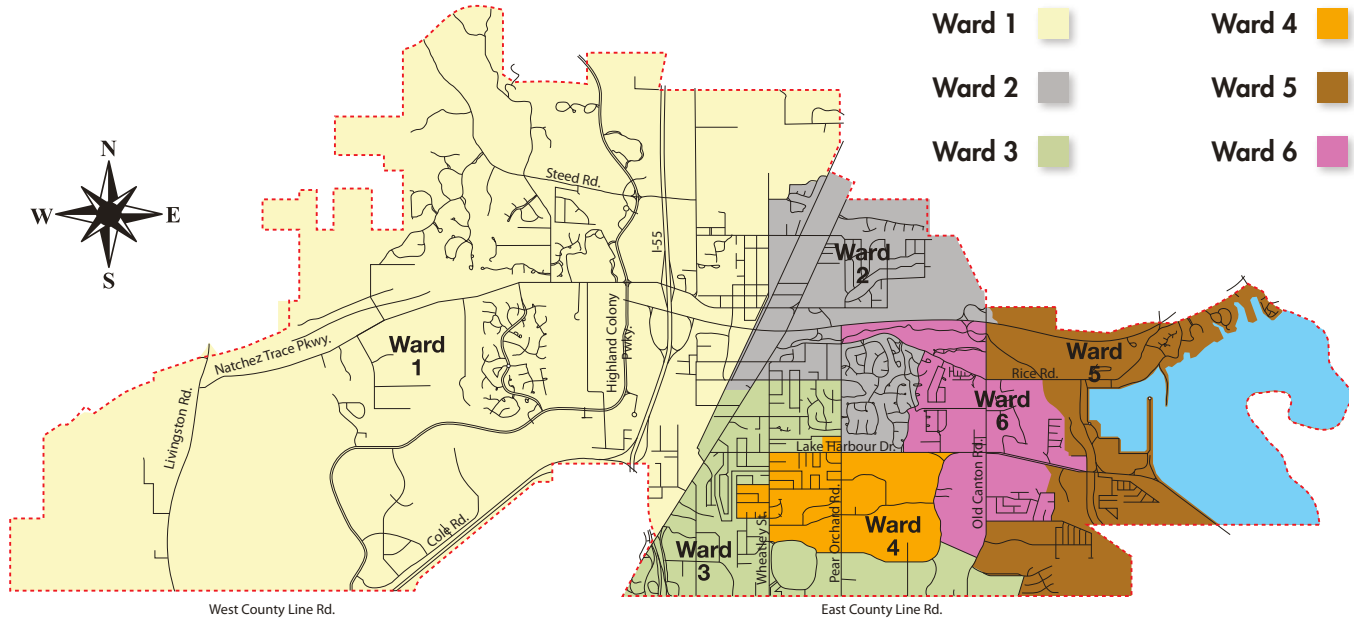 Ward 1
Ward 4
Ward 2
Ward 5
Ward 3
Ward 6
N
W
E
S
Steed Rd.
I-55
Ward
2
Highland Colony
Pwky.
Natchez Trace Pkwy.
Ward
1
Ward
5
Rice Rd.
Ward
6
Livingston Rd.
Lake Harbour Dr.
Old Canton Rd.
Cole Rd.
Wheatley St.
Pear Orchard Rd.
Ward
4
Ward
3
West County Line Rd.
East County Line Rd.